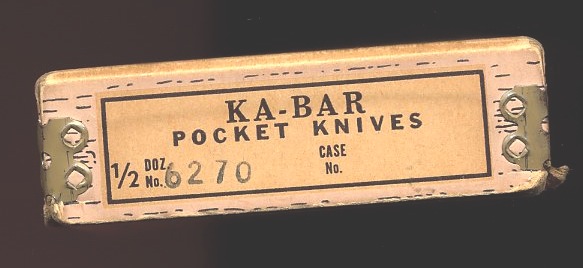 KA-BAR
POCKET KNIVES
1/2 DOZ. No. 6270
CASE No.